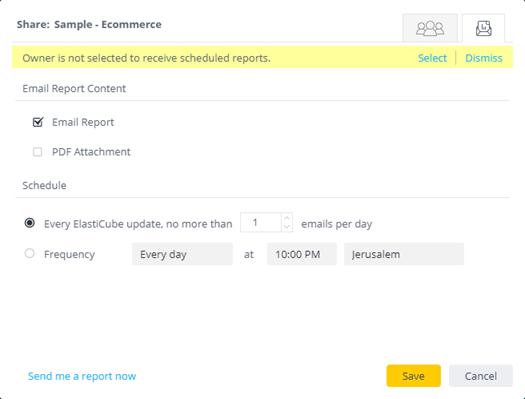 Share: Sample - Ecommerce
Owner is not selected to receive scheduled reports. Select Dismiss
Email Report Content
Email Report
PDF Attachment
Schedule
Every ElastiCube update, no more than 1 emails per day
Frequency Every day at 10:00 PM Jerusalem
Send me a report now Save Cancel